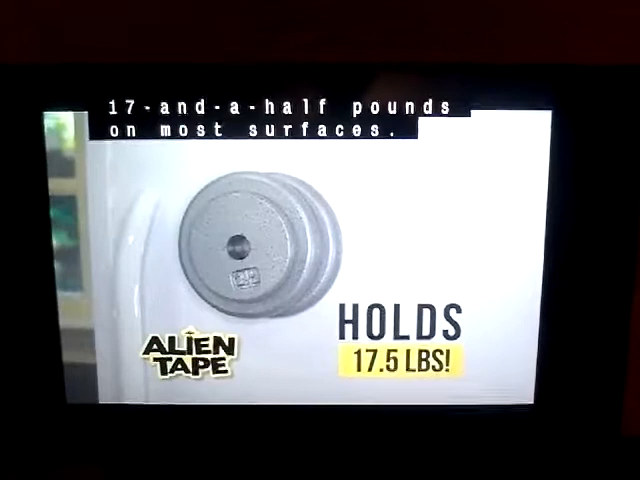 17-and-a-half pounds
on most surfaces.
HOLDS
17.5 LBS!
ALIEN
TAPE